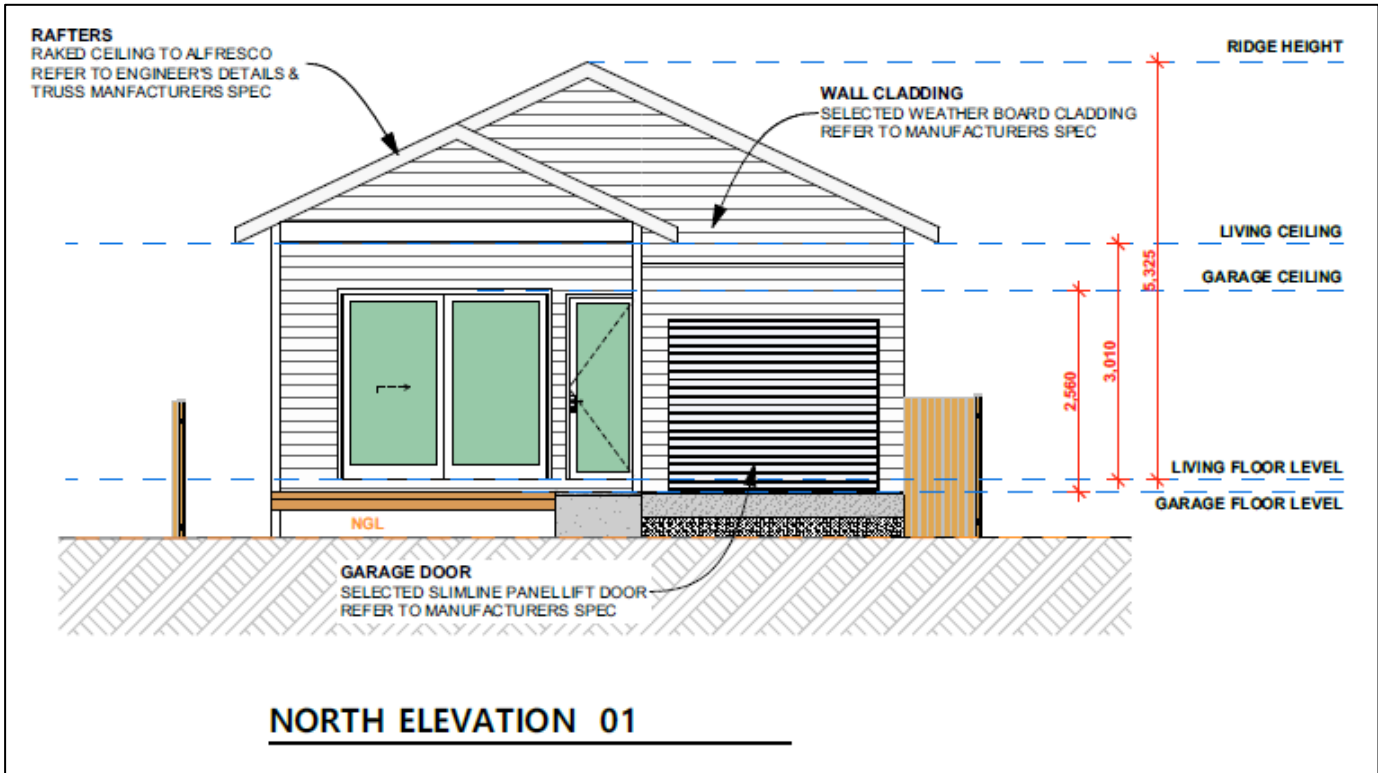 RAFTERS
RAKED CEILING TO ALFRESCO
REFER TO ENGINEER'S DETAILS &
TRUSS MANFACTURERS SPEC
WALL CLADDING
SELECTED WEATHER BOARD CLADDING
REFER TO MANUFACTURERS SPEC
RIDGE HEIGHT
LIVING CEILING
GARAGE CEILING
5,325
3,010
2,560
LIVING FLOOR LEVEL
GARAGE FLOOR LEVEL
NGL
GARAGE DOOR
SELECTED SLIMLINE PANELLIFT DOOR
REFER TO MANUFACTURERS SPEC
NORTH ELEVATION 01